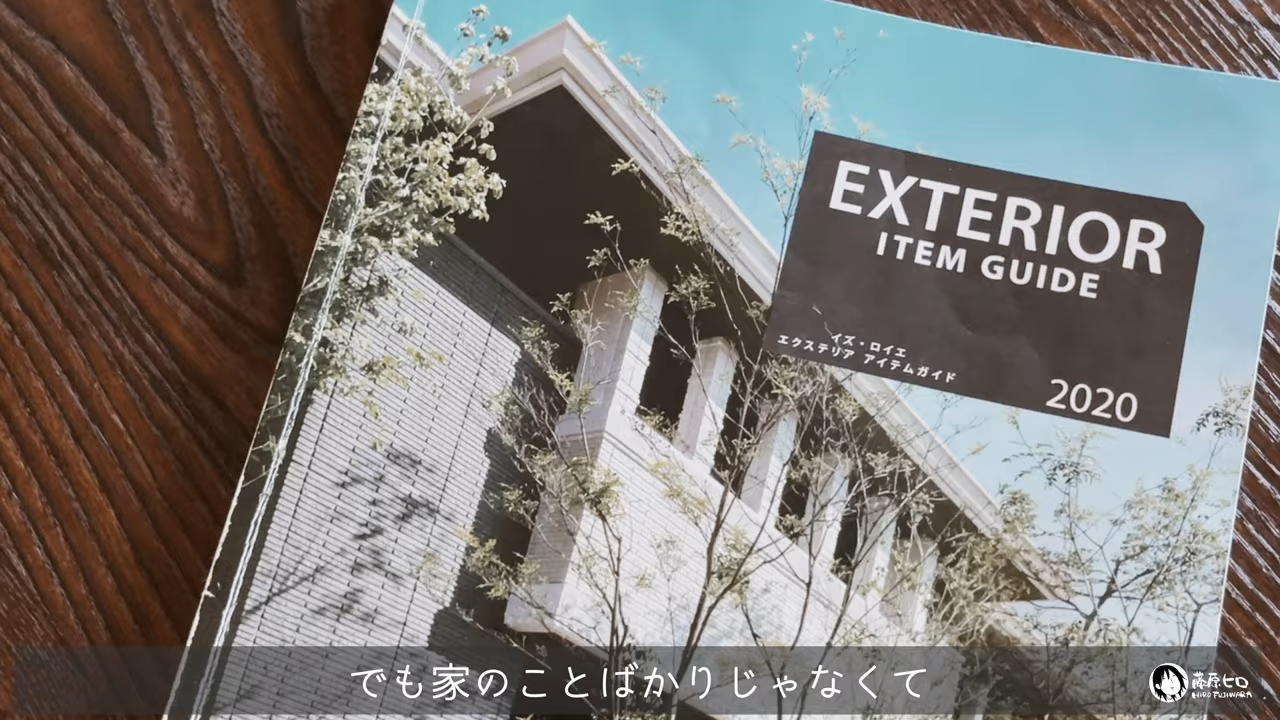 EXTERIOR
ITEM GUIDE
イズ・ロイエ
エクステリア アイテムガイド
2020
でも家のことばかりじゃなくて
藤原ヒロ
HIRO FUJIWARA